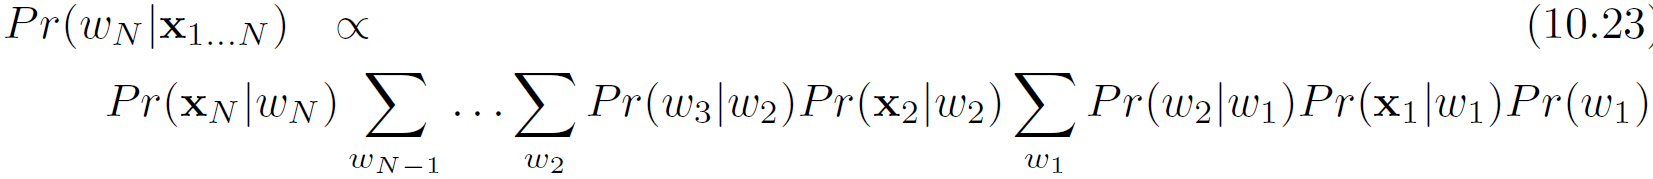 Pr(w_N|x_{1...N}) ∝ (10.23)
Pr(x_N|w_N) ∑_{w_{N−1}} ... ∑_{w_2} Pr(w_3|w_2)Pr(x_2|w_2) ∑_{w_1} Pr(w_2|w_1)Pr(x_1|w_1)Pr(w_1)